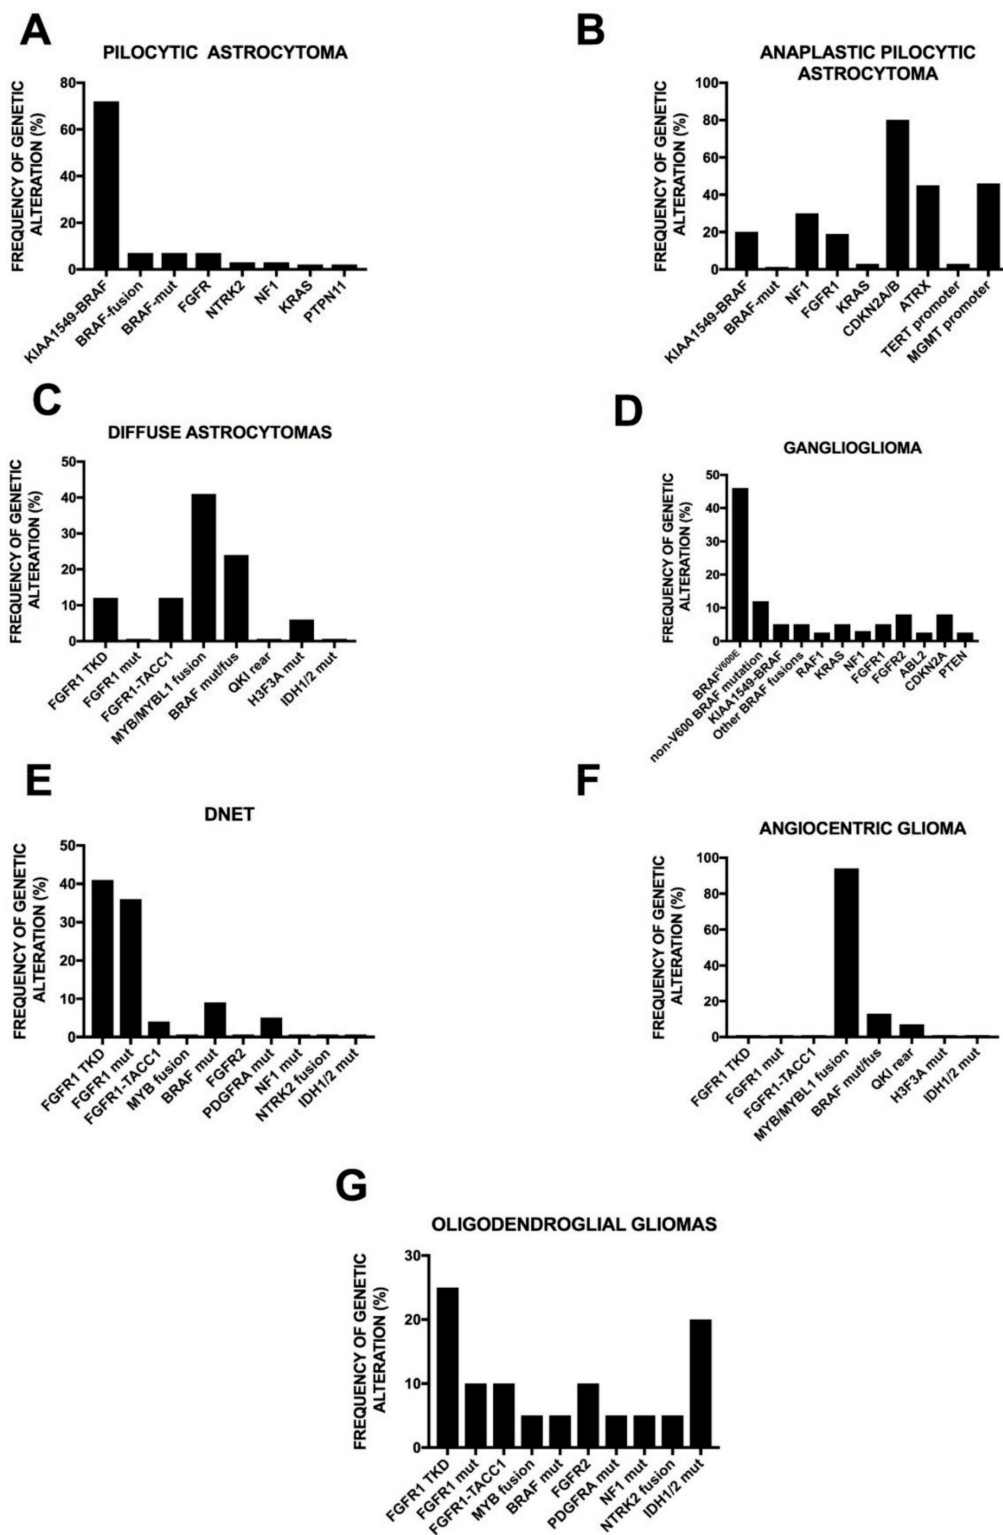 A
PILOCYTIC ASTROCYTOMA
FREQUENCY OF GENETIC
ALTERATION (%)
80
60
40
20
0
KIAA1549-BRAF
BRAF-fusion
BRAF-mut
FGFR
NTRK2
NF1
KRAS
PTPN11
B
ANAPLASTIC PILOCYTIC
ASTROCYTOMA
FREQUENCY OF GENETIC
ALTERATION (%)
100
80
60
40
20
0
KIAA1549-BRAF
BRAF-mut
NF1
FGFR1
KRAS
CDKN2A/B
ATRX
TERT promoter
MGMT promoter
C
DIFFUSE ASTROCYTOMAS
FREQUENCY OF GENETIC
ALTERATION (%)
50
40
30
20
10
0
FGFR1 TKD
FGFR1 mut
FGFR1-TACC1
MYB/MYBL1 fusion
BRAF mut/fus
QKI rear
H3F3A mut
IDH1/2 mut
D
GANGLIOGLIOMA
FREQUENCY OF GENETIC
ALTERATION (%)
50
40
30
20
10
0
BRAFV600E
non-V600 BRAF mutation
KIAA1549-BRAF
Other BRAF fusions
RAF1
KRAS
NF1
FGFR1
FGFR2
ABL2
CDKN2A
PTEN
E
DNET
FREQUENCY OF GENETIC
ALTERATION (%)
50
40
30
20
10
0
FGFR1 TKD
FGFR1 mut
FGFR1-TACC1
MYB fusion
BRAF mut
FGFR2
PDGFRA mut
NF1 mut
NTRK2 fusion
IDH1/2 mut
F
ANGIOCENTRIC GLIOMA
FREQUENCY OF GENETIC
ALTERATION (%)
100
80
60
40
20
0
FGFR1 TKD
FGFR1 mut
FGFR1-TACC1
MYB/MYBL1 fusion
BRAF mut/fus
QKI rear
H3F3A mut
IDH1/2 mut
G
OLIGODENDROGLIAL GLIOMAS
FREQUENCY OF GENETIC
ALTERATION (%)
30
20
10
0
FGFR1 TKD
FGFR1 mut
FGFR1-TACC1
MYB fusion
BRAF mut
FGFR2
PDGFRA mut
NF1 mut
NTRK2 fusion
IDH1/2 mut